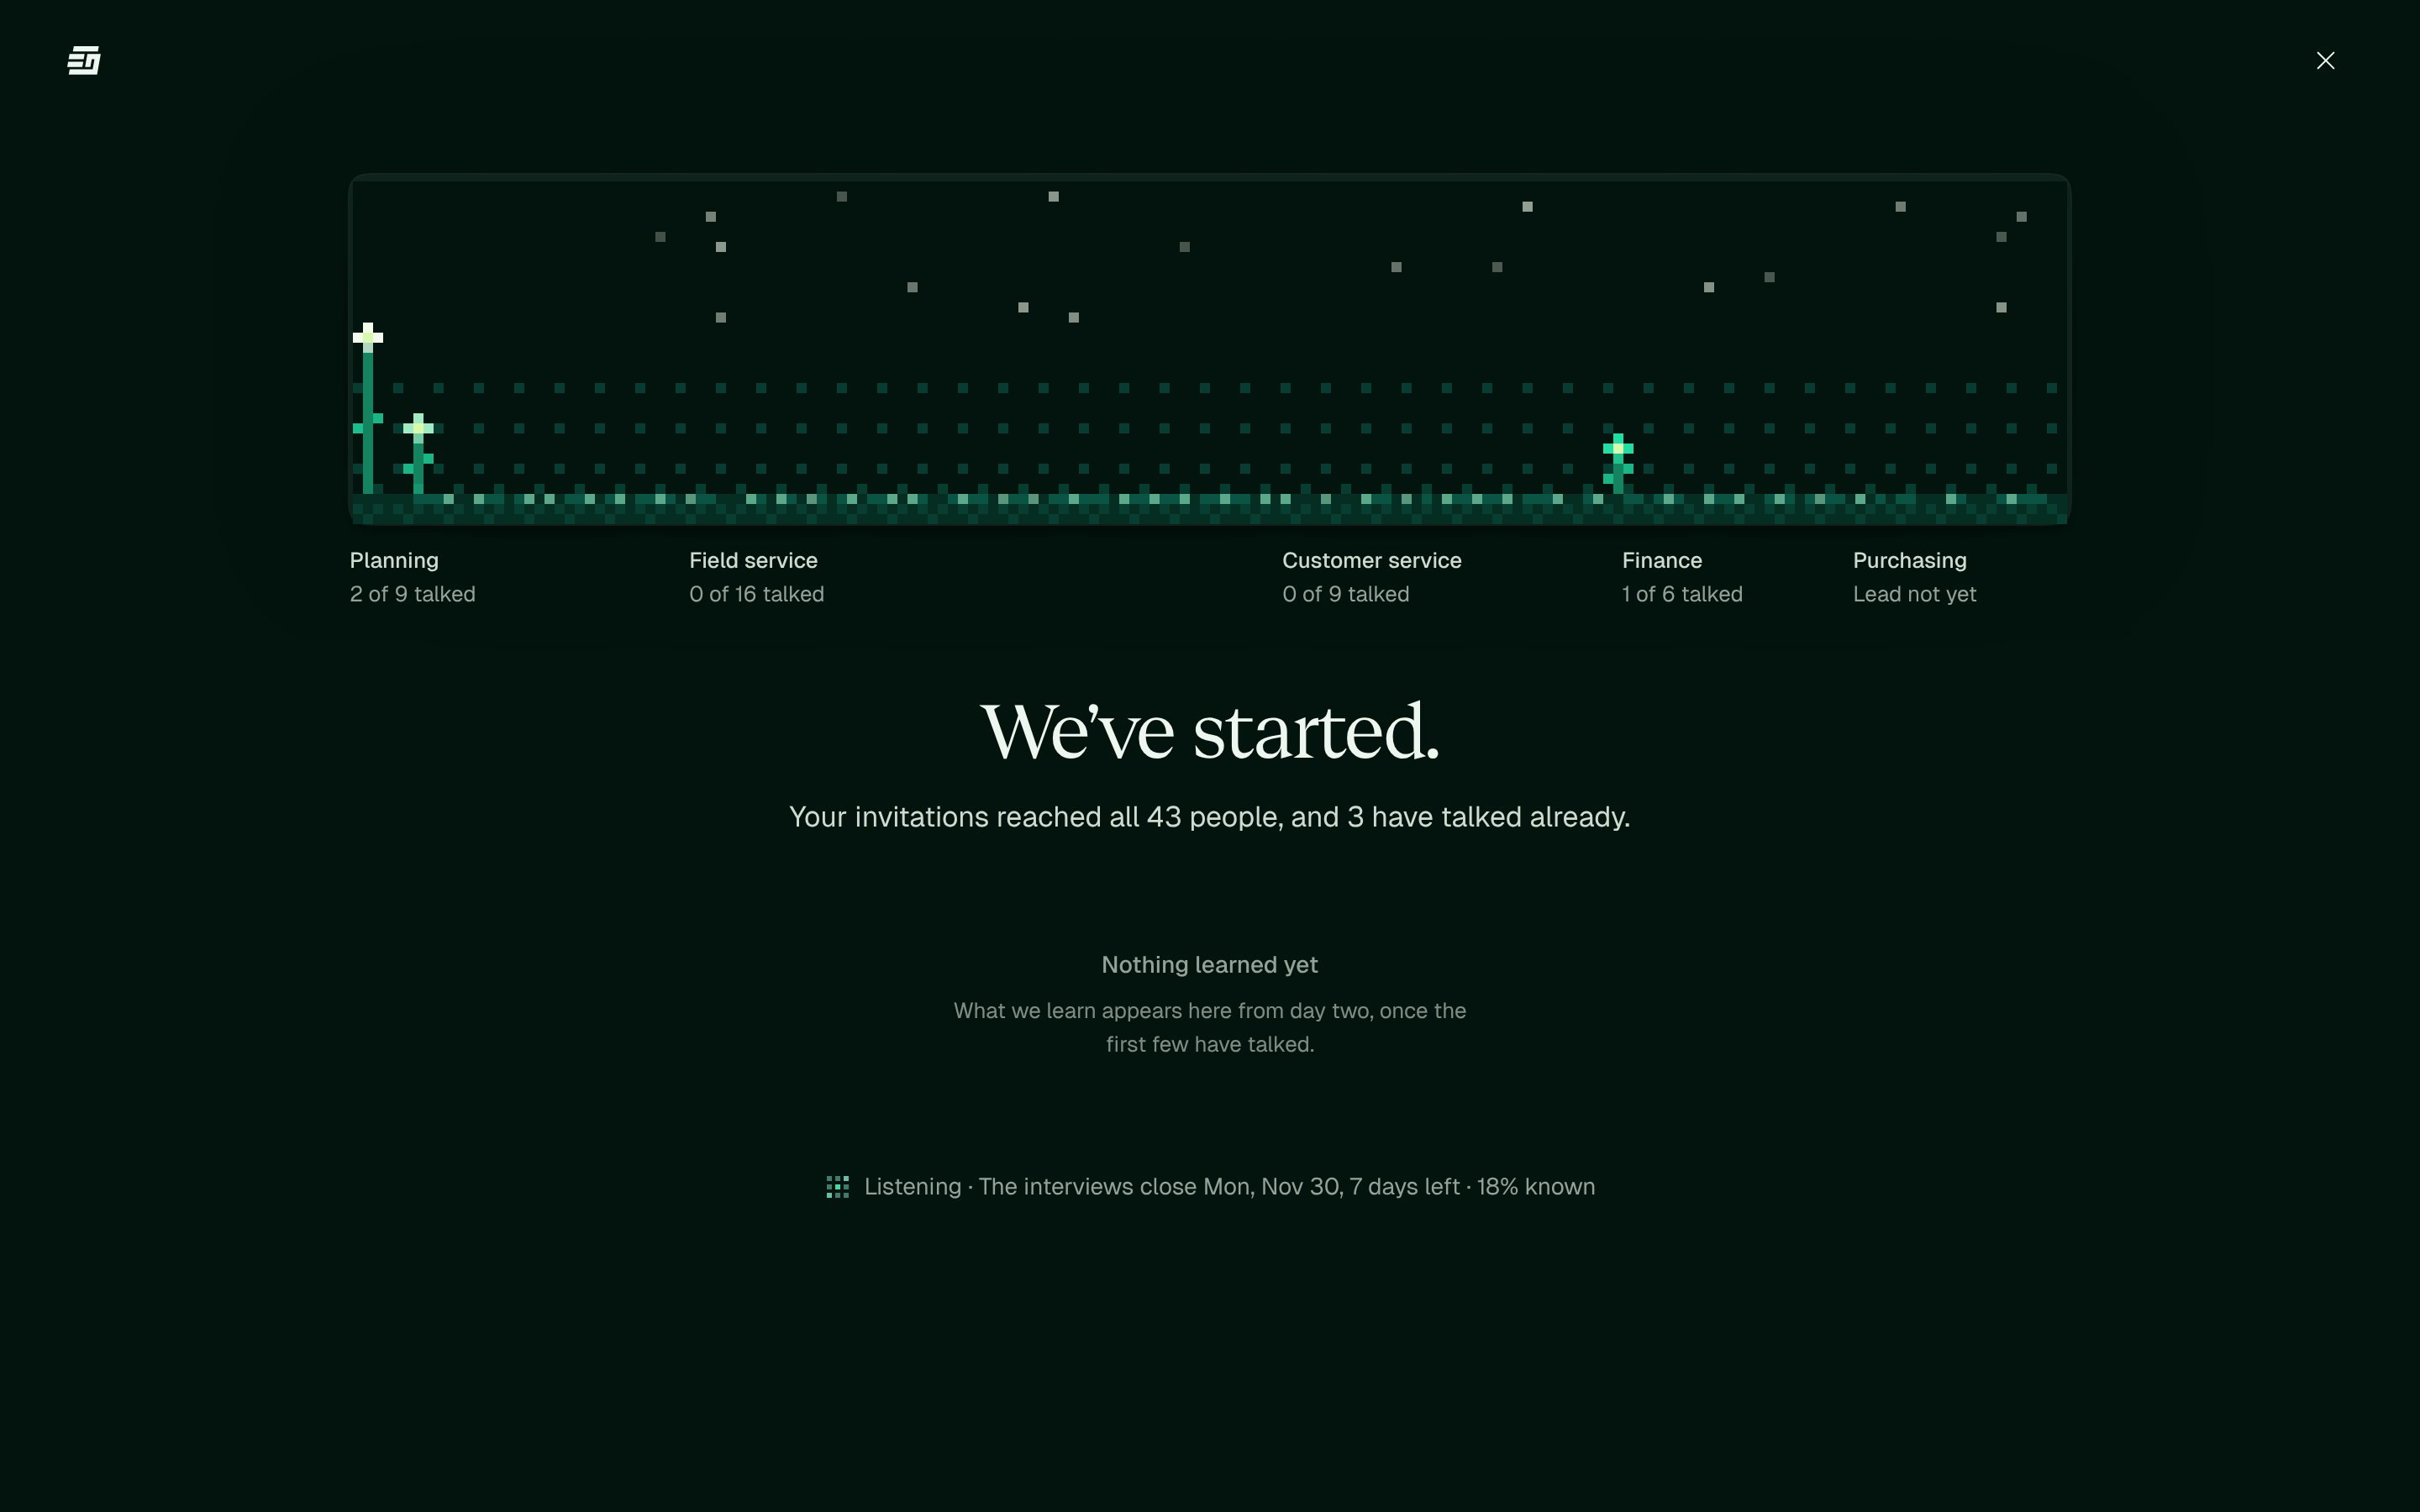 Planning
2 of 9 talked
Field service
0 of 16 talked
Customer service
0 of 9 talked
Finance
1 of 6 talked
Purchasing
Lead not yet
We’ve started.
Your invitations reached all 43 people, and 3 have talked already.
Nothing learned yet
What we learn appears here from day two, once the
first few have talked.
Listening · The interviews close Mon, Nov 30, 7 days left · 18% known